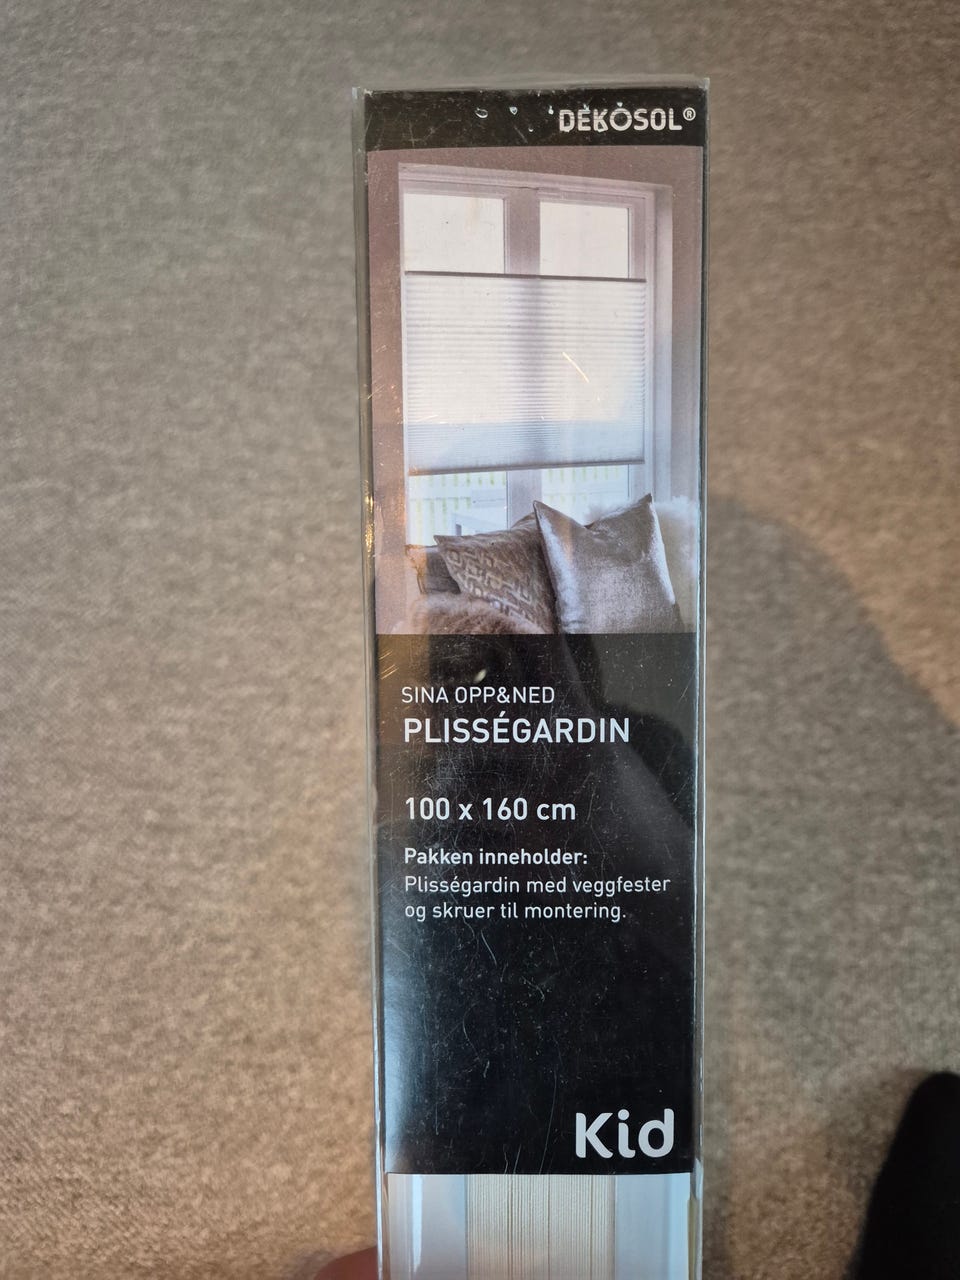 DEKOSOL®
SINA OPP&NED
PLISSÉGARDIN
100 x 160 cm
Pakken inneholder:
Plisségardin med veggfester
og skruer til montering.
Kid